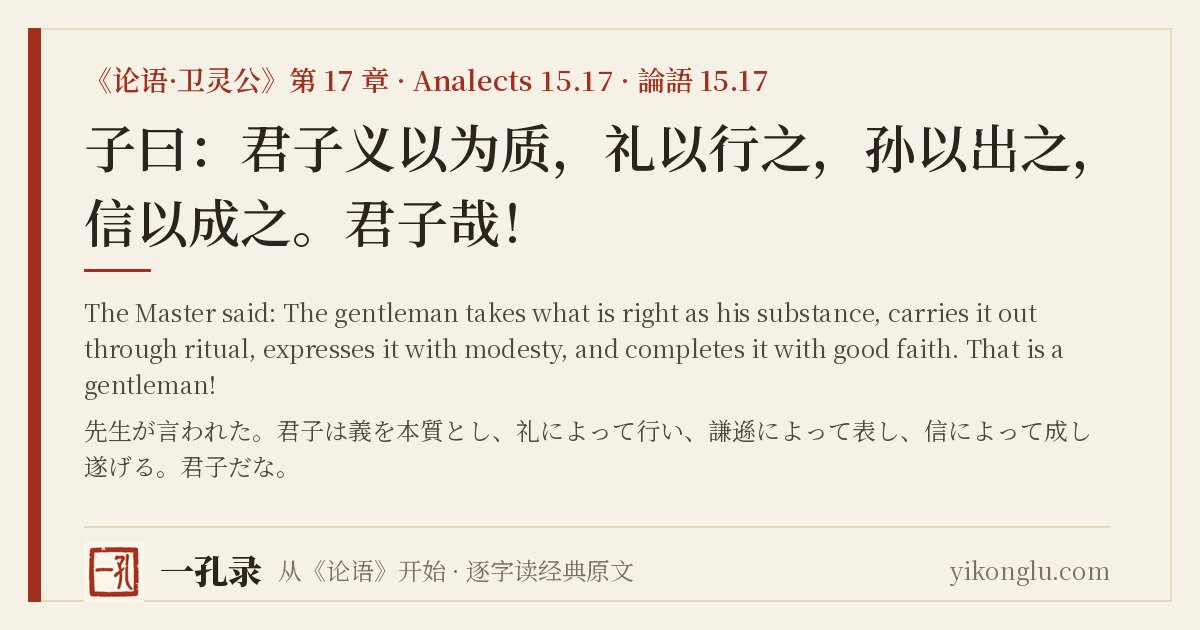 《论语·卫灵公》第 17 章 · Analects 15.17 · 論語 15.17
子曰：君子义以为质，礼以行之，孙以出之，
信以成之。君子哉！
The Master said: The gentleman takes what is right as his substance, carries it out
through ritual, expresses it with modesty, and completes it with good faith. That is a
gentleman!
先生が言われた。君子は義を本質とし、礼によって行い、謙遜によって表し、信によって成し
遂げる。君子だな。
一孔
一孔录 从《论语》开始 · 逐字读经典原文 yikonglu.com